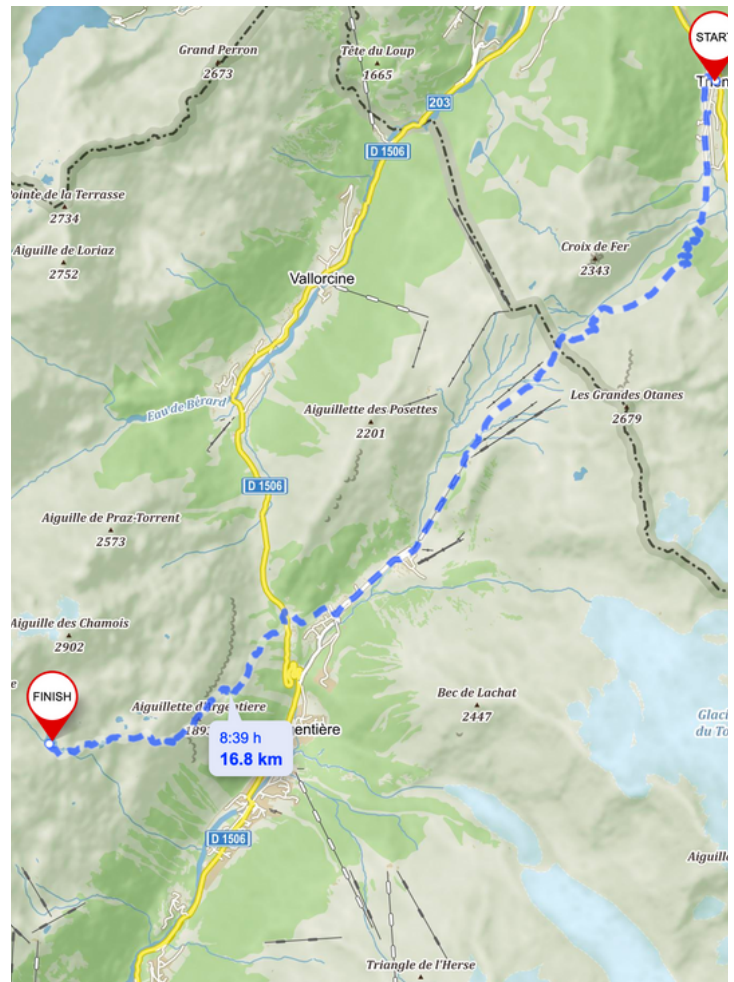 START
Grand Perron
2673
Tête du Loup
1665
203
D 1506
Pointe de la Terrasse
2734
Aiguille de Loriaz
2752
Croix de Fer
2343
Vallorcine
Eau de Bérard
Aiguillette des Posettes
2201
Les Grandes Otanes
2679
D 1506
Aiguille de Praz-Torrent
2573
Aiguille des Chamois
2902
FINISH
Aiguillette d'argentiere
Bec de Lachat
2447
8:39 h
16.8 km
entière
D 1506
Triangle de l'Herse